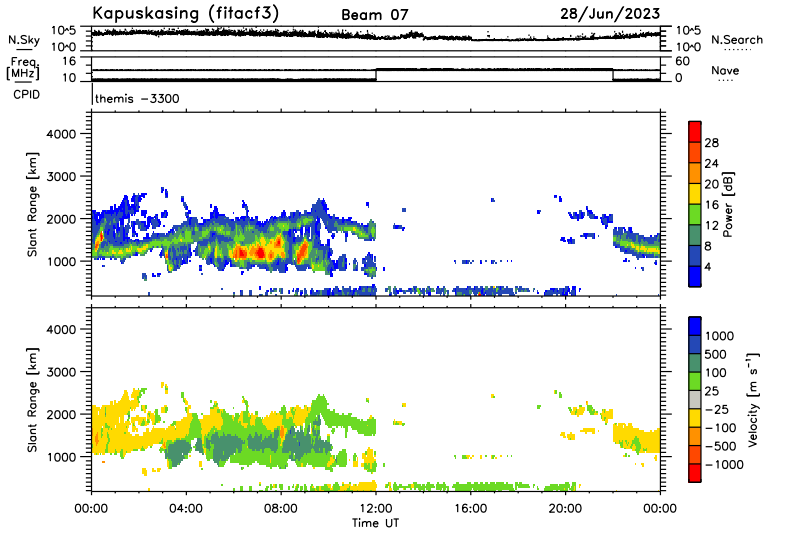 Kapuskasing (fitacf3) Beam 07 28/Jun/2023
N.Sky 10^5 10^0 10^5 10^0 N.Search
Freq. [MHz] 16 10 60 0 Nave
CPID themis -3300
Slant Range [km] 4000 3000 2000 1000
28 24 20 16 12 8 4 Power [dB]
Slant Range [km] 4000 3000 2000 1000
1000 500 100 25 -25 -100 -500 -1000 Velocity [m s^-1]
00:00 04:00 08:00 12:00 16:00 20:00 00:00
Time UT